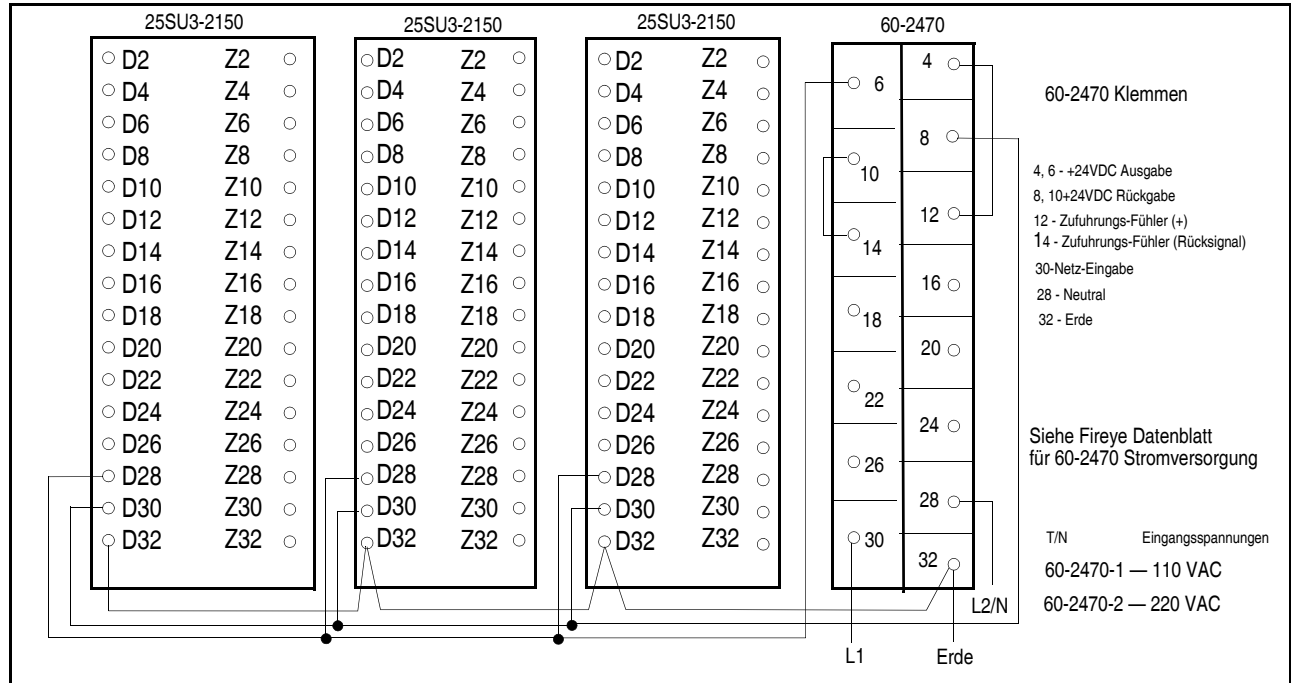 25SU3-2150 25SU3-2150 25SU3-2150 60-2470
D2 Z2 D2 Z2 D2 Z2
D4 Z4 D4 Z4 D4 Z4
D6 Z6 D6 Z6 D6 Z6
D8 Z8 D8 Z8 D8 Z8
D10 Z10 D10 Z10 D10 Z10
D12 Z12 D12 Z12 D12 Z12
D14 Z14 D14 Z14 D14 Z14
D16 Z16 D16 Z16 D16 Z16
D18 Z18 D18 Z18 D18 Z18
D20 Z20 D20 Z20 D20 Z20
D22 Z22 D22 Z22 D22 Z22
D24 Z24 D24 Z24 D24 Z24
D26 Z26 D26 Z26 D26 Z26
D28 Z28 D28 Z28 D28 Z28
D30 Z30 D30 Z30 D30 Z30
D32 Z32 D32 Z32 D32 Z32
4
6
8
10
12
14
16
18
20
22
24
26
28
30
32
L2/N
L1 Erde
60-2470 Klemmen
4, 6 - +24VDC Ausgabe
8, 10+24VDC Rückgabe
12 - Zufuhrungs-Fühler (+)
14 - Zufuhrungs-Fühler (Rücksignal)
30-Netz-Eingabe
28 - Neutral
32 - Erde
Siehe Fireye Datenblatt
für 60-2470 Stromversorgung
T/N Eingangsspannungen
60-2470-1 — 110 VAC
60-2470-2 — 220 VAC